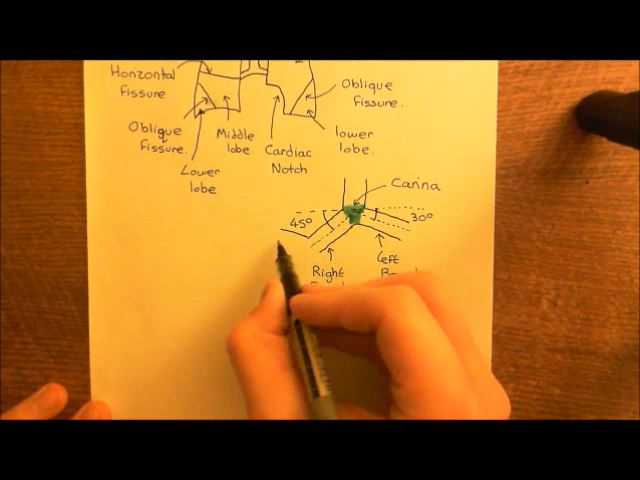 Horizontal
fissure
Oblique
fissure.
Oblique
fissure.
Middle
lobe
Cardiac
Notch
lower
lobe.
Lower
lobe
Carina
45°
30°
Right
Left